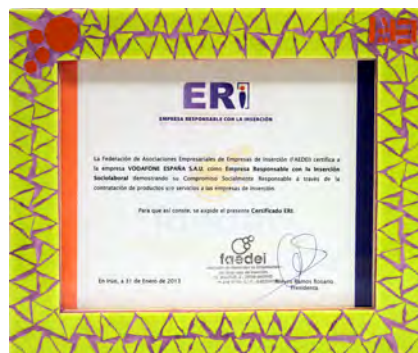 ERi
EMPRESA RESPONSABLE CON LA INSERCIÓN
La Federación de Asociaciones Empresariales de Empresas de Inserción (FAEDEI) certifica a
la empresa VODAFONE ESPAÑA S.A.U. como Empresa Responsable con la Inserción
Sociolaboral demostrando su Compromiso Socialmente Responsable a través de la
contratación de productos y/o servicios a las empresas de inserción.
Para que así conste, se expide el presente Certificado ERI.
faedei
En Irún, a 31 de Enero de 2013
Ramos Rosario
Presidenta